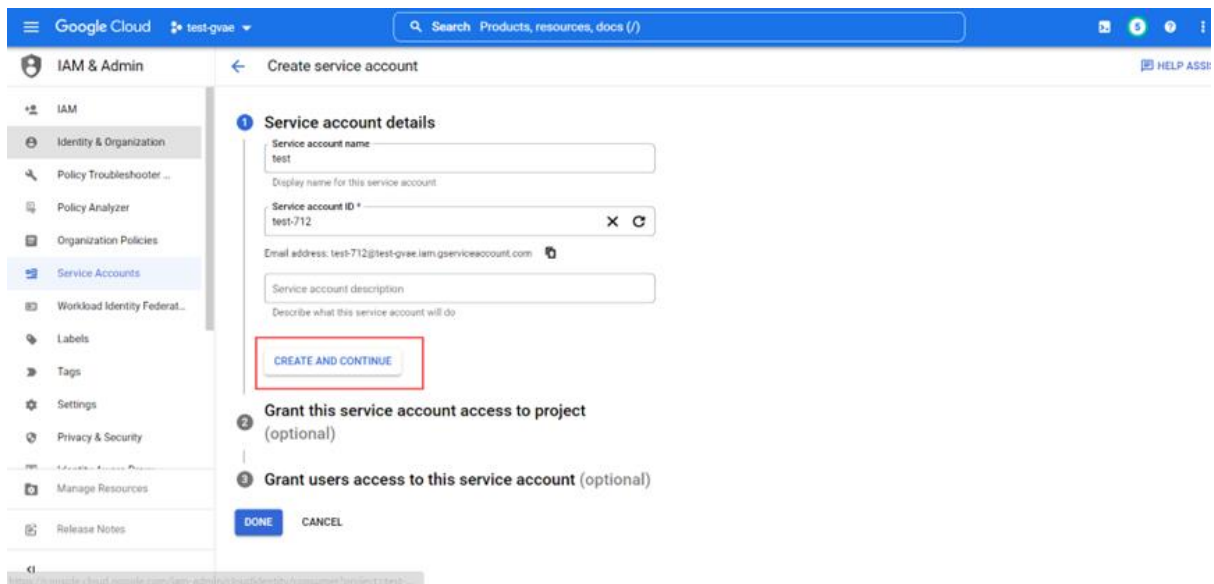 Google Cloud
test-gvae
Search Products, resources, docs (/)
5
IAM & Admin
Create service account
HELP ASSIS
IAM
Identity & Organization
Policy Troubleshooter ...
Policy Analyzer
Organization Policies
Service Accounts
Workload Identity Federat...
Labels
Tags
Settings
Privacy & Security
Manage Resources
Release Notes
1 Service account details
Service account name
test
Display name for this service account
Service account ID *
test-712
Email address: test-712@test-gvae.iam.gserviceaccount.com
Service account description
Describe what this service account will do
CREATE AND CONTINUE
2 Grant this service account access to project
(optional)
3 Grant users access to this service account (optional)
DONE CANCEL